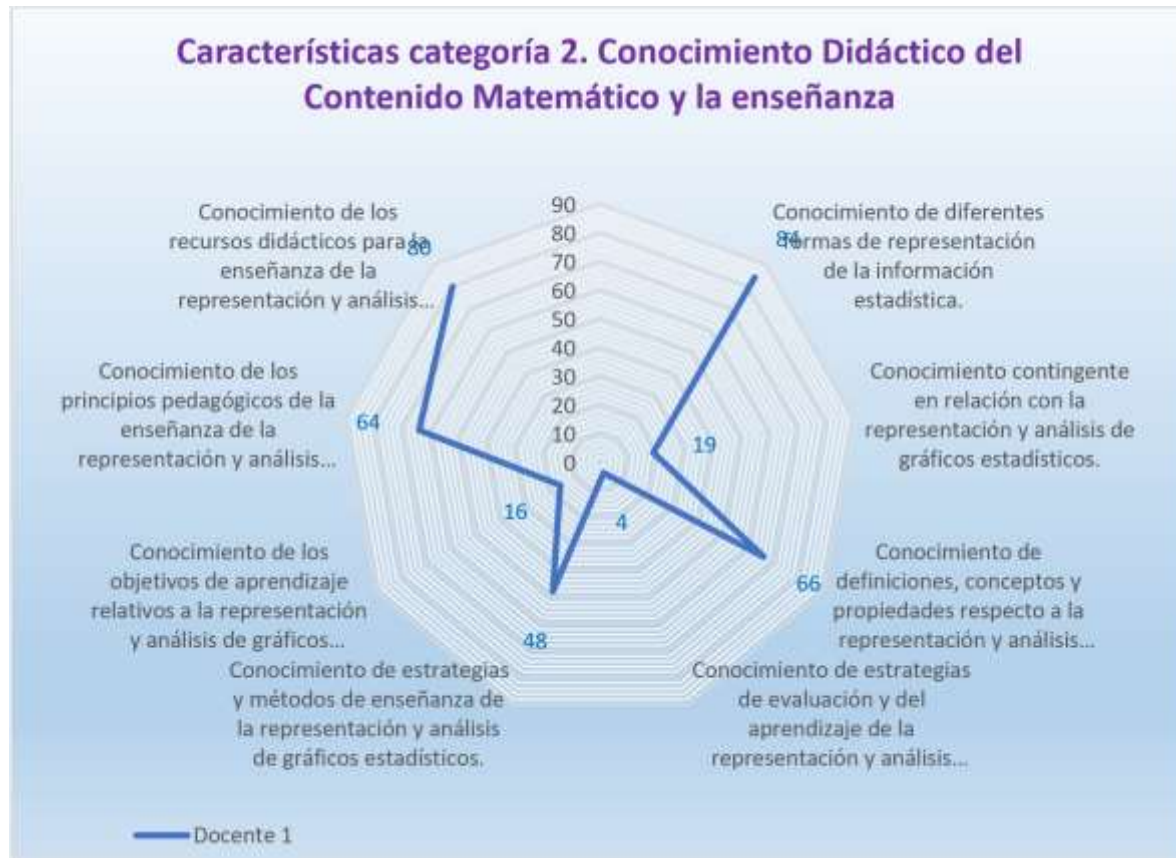 Características categoría 2. Conocimiento Didáctico del
Contenido Matemático y la enseñanza
90
80
70
60
50
40
30
20
10
0
Conocimiento de diferentes
formas de representación
de la información
estadística.
84
Conocimiento contingente
en relación con la
representación y análisis de
gráficos estadísticos.
19
Conocimiento de
definiciones, conceptos y
propiedades respecto a la
representación y análisis...
66
Conocimiento de estrategias
de evaluación y del
aprendizaje de la
representación y análisis...
4
Conocimiento de estrategias
y métodos de enseñanza de
la representación y análisis
de gráficos estadísticos.
48
Conocimiento de los
objetivos de aprendizaje
relativos a la representación
y análisis de gráficos...
16
Conocimiento de los
principios pedagógicos de la
enseñanza de la
representación y análisis...
64
Conocimiento de los
recursos didácticos para la
enseñanza de la
representación y análisis...
80
Docente 1